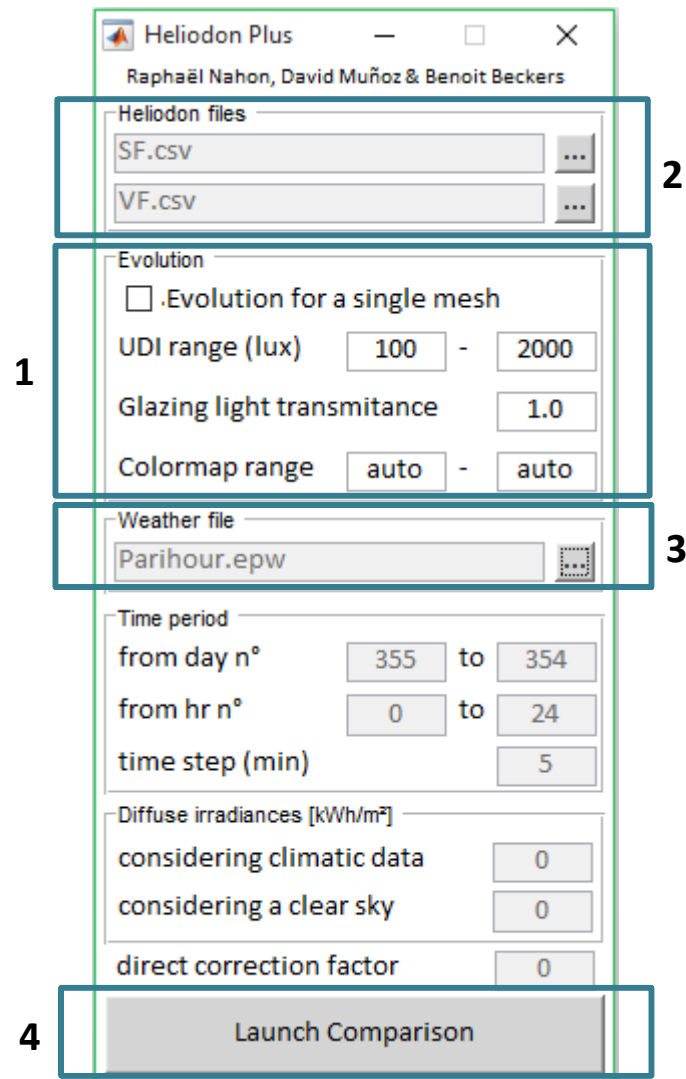 Heliodon Plus
Raphaël Nahon, David Muñoz & Benoit Beckers
Heliodon files
SF.csv ...
2
VF.csv ...
Evolution
Evolution for a single mesh
UDI range (lux) 100 - 2000
1
Glazing light transmitance 1.0
Colormap range auto - auto
Weather file
3
Parihour.epw ...
Time period
from day n° 355 to 354
from hr n° 0 to 24
time step (min) 5
Diffuse irradiances [kWh/m²]
considering climatic data 0
considering a clear sky 0
direct correction factor 0
4 Launch Comparison